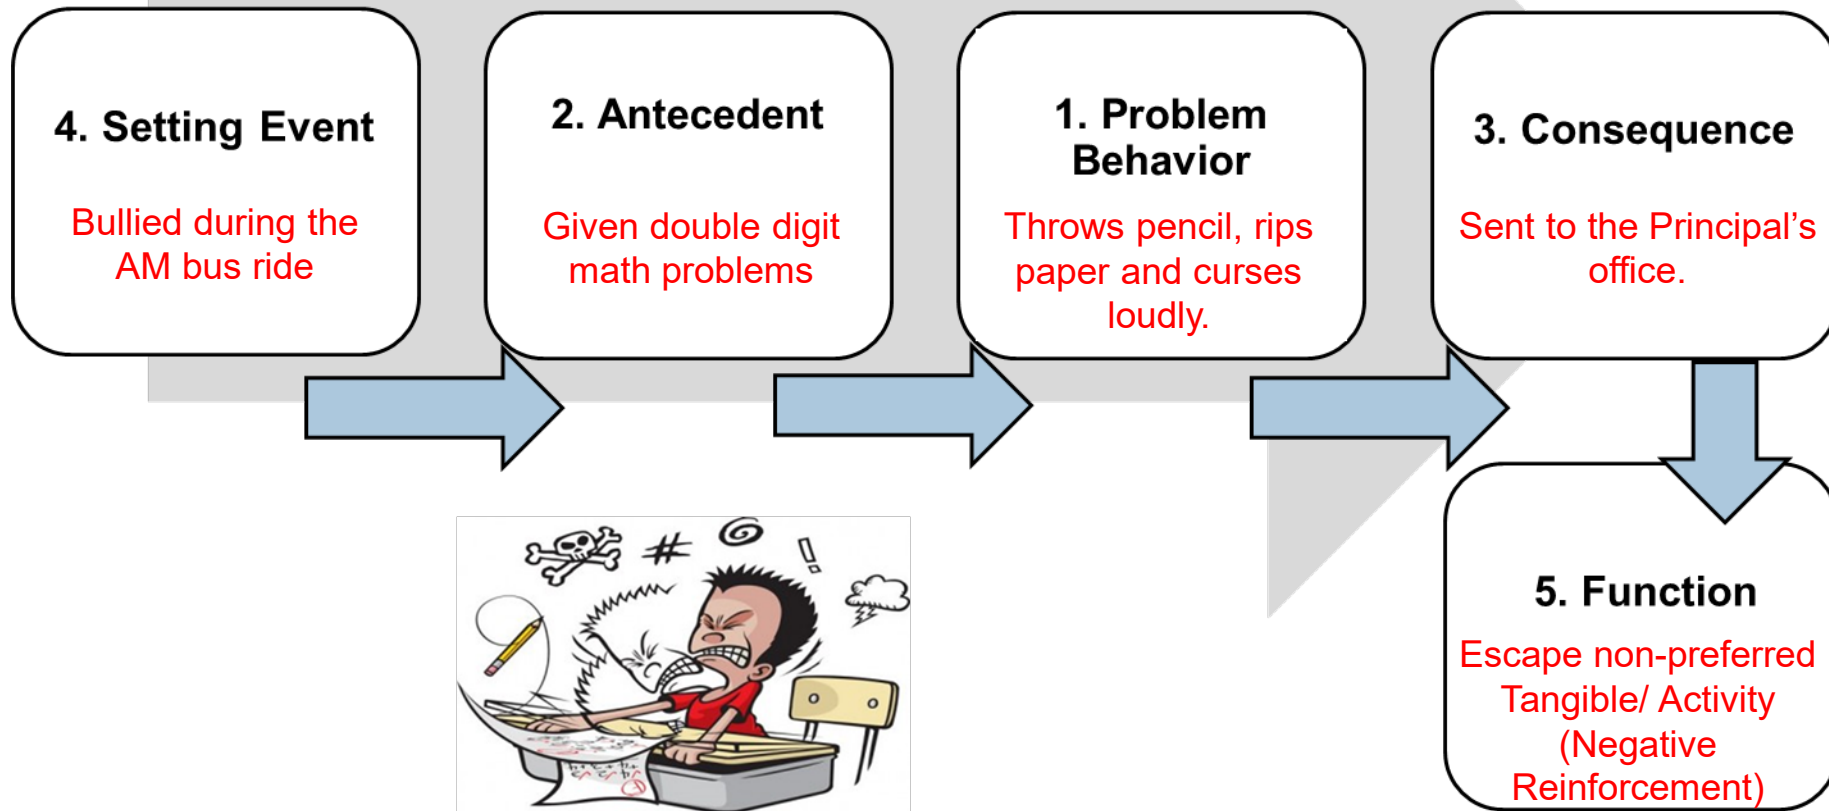 4. Setting Event
Bullied during the
AM bus ride
2. Antecedent
Given double digit
math problems
1. Problem
Behavior
Throws pencil, rips
paper and curses
loudly.
3. Consequence
Sent to the Principal’s
office.
#
!
5. Function
Escape non-preferred
Tangible/ Activity
(Negative
Reinforcement)